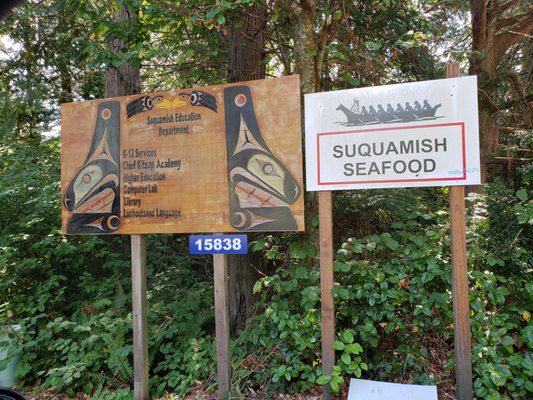 Suquamish Education
Department
K-12 Services
Chief Kitsap Academy
Higher Education
Computer Lab
Library
Lushootseed Language
15838
SUQUAMISH
SEAFOOD